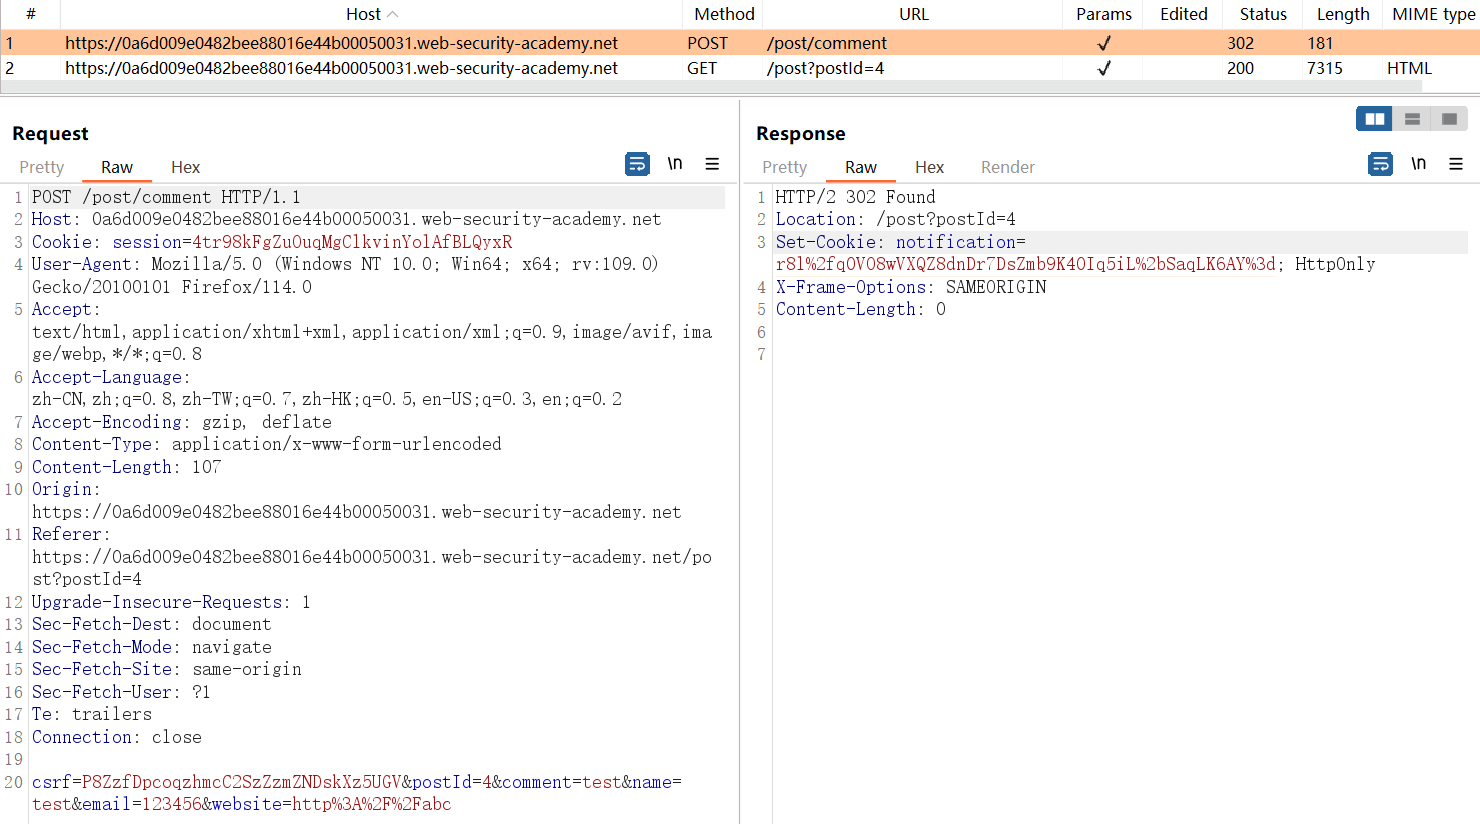 # Host Method URL Params Edited Status Length MIME type
1 https://0a6d009e0482bee88016e44b00050031.web-security-academy.net POST /post/comment ✓ 302 181
2 https://0a6d009e0482bee88016e44b00050031.web-security-academy.net GET /post?postId=4 ✓ 200 7315 HTML
Request
Pretty Raw Hex \n
1 POST /post/comment HTTP/1.1
2 Host: 0a6d009e0482bee88016e44b00050031.web-security-academy.net
3 Cookie: session=4tr98kFgZuOuqMgClkvinYolAfBLQyxR
4 User-Agent: Mozilla/5.0 (Windows NT 10.0; Win64; x64; rv:109.0)
Gecko/20100101 Firefox/114.0
5 Accept:
text/html,application/xhtml+xml,application/xml;q=0.9,image/avif,ima
ge/webp,*/*;q=0.8
6 Accept-Language:
zh-CN,zh;q=0.8,zh-TW;q=0.7,zh-HK;q=0.5,en-US;q=0.3,en;q=0.2
7 Accept-Encoding: gzip, deflate
8 Content-Type: application/x-www-form-urlencoded
9 Content-Length: 107
10 Origin:
https://0a6d009e0482bee88016e44b00050031.web-security-academy.net
11 Referer:
https://0a6d009e0482bee88016e44b00050031.web-security-academy.net/po
st?postId=4
12 Upgrade-Insecure-Requests: 1
13 Sec-Fetch-Dest: document
14 Sec-Fetch-Mode: navigate
15 Sec-Fetch-Site: same-origin
16 Sec-Fetch-User: ?1
17 Te: trailers
18 Connection: close
19
20 csrf=P8ZzfDpcoqzhmcC2SzZzmZNDskXz5UGV&postId=4&comment=test&name=
test&email=123456&website=http%3A%2F%2Fabc
Response
Pretty Raw Hex Render \n
1 HTTP/2 302 Found
2 Location: /post?postId=4
3 Set-Cookie: notification=
r8l%2fq0VO8wVXQZ8dnDr7DsZmb9K4OIq5iL%2bSaqLK6AY%3d; HttpOnly
4 X-Frame-Options: SAMEORIGIN
5 Content-Length: 0
6
7